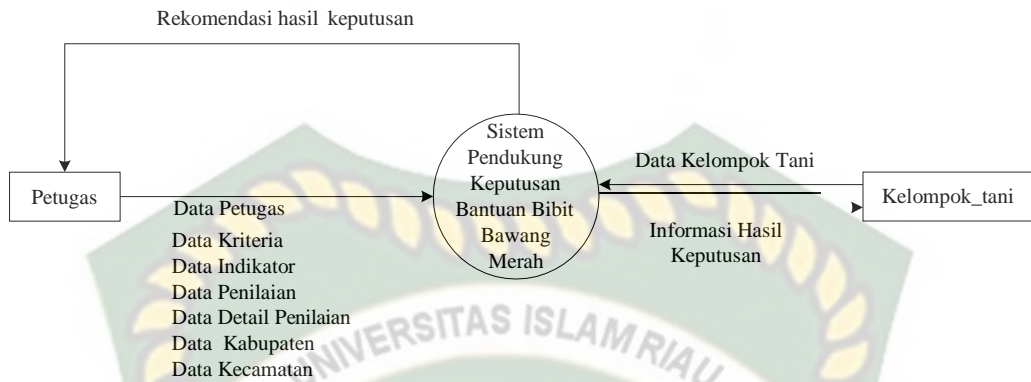 Rekomendasi hasil keputusan
Petugas
Data Petugas
Data Kriteria
Data Indikator
Data Penilaian
Data Detail Penilaian
Data Kabupaten
Data Kecamatan
Sistem
Pendukung
Keputusan
Bantuan Bibit
Bawang
Merah
Data Kelompok Tani
Informasi Hasil
Keputusan
Kelompok_tani
UNIVERSITAS ISLAM RIAU